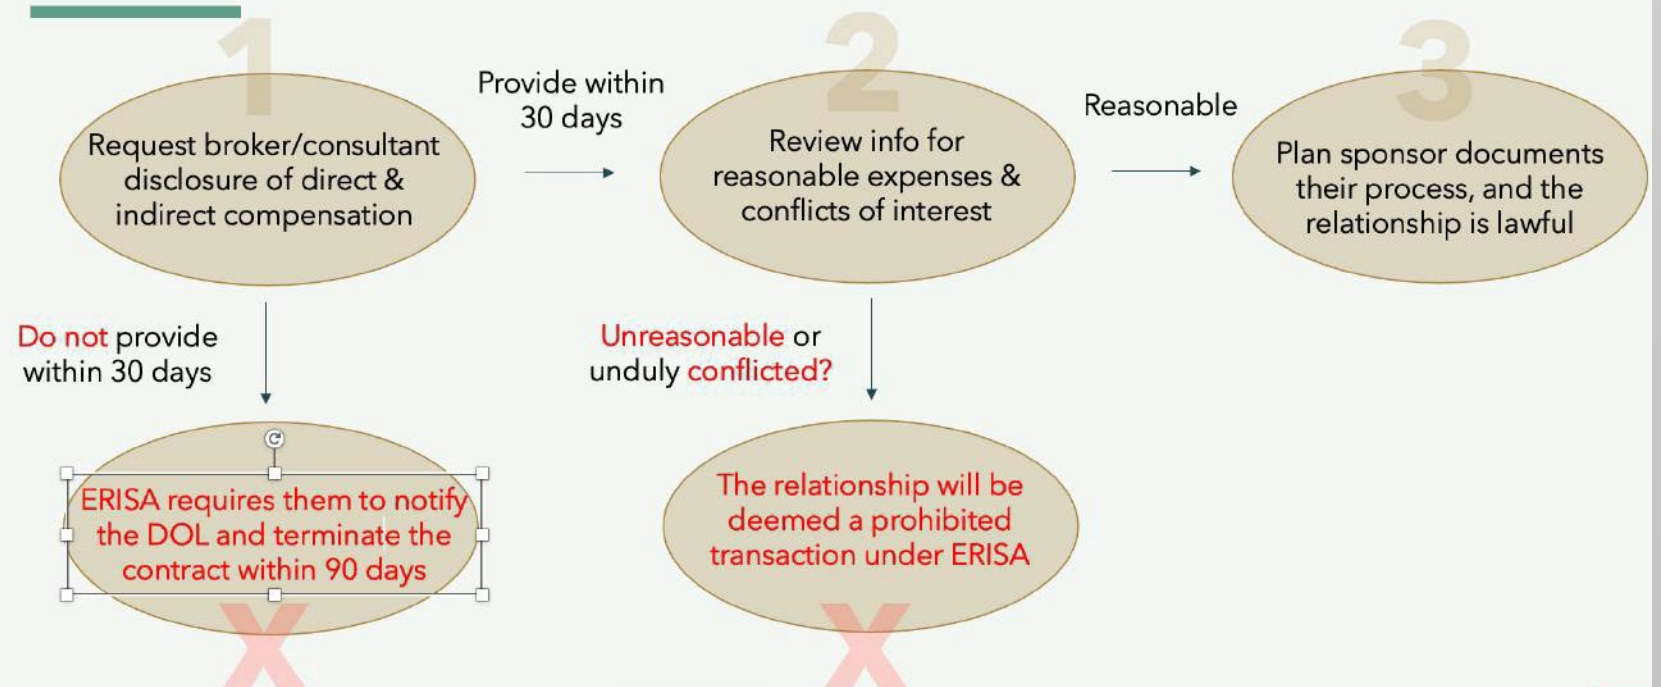 1
Request broker/consultant
disclosure of direct &
indirect compensation
Provide within
30 days
2
Review info for
reasonable expenses &
conflicts of interest
Reasonable
3
Plan sponsor documents
their process, and the
relationship is lawful
Do not provide
within 30 days
Unreasonable or
unduly conflicted?
ERISA requires them to notify
the DOL and terminate the
contract within 90 days
X
The relationship will be
deemed a prohibited
transaction under ERISA
X